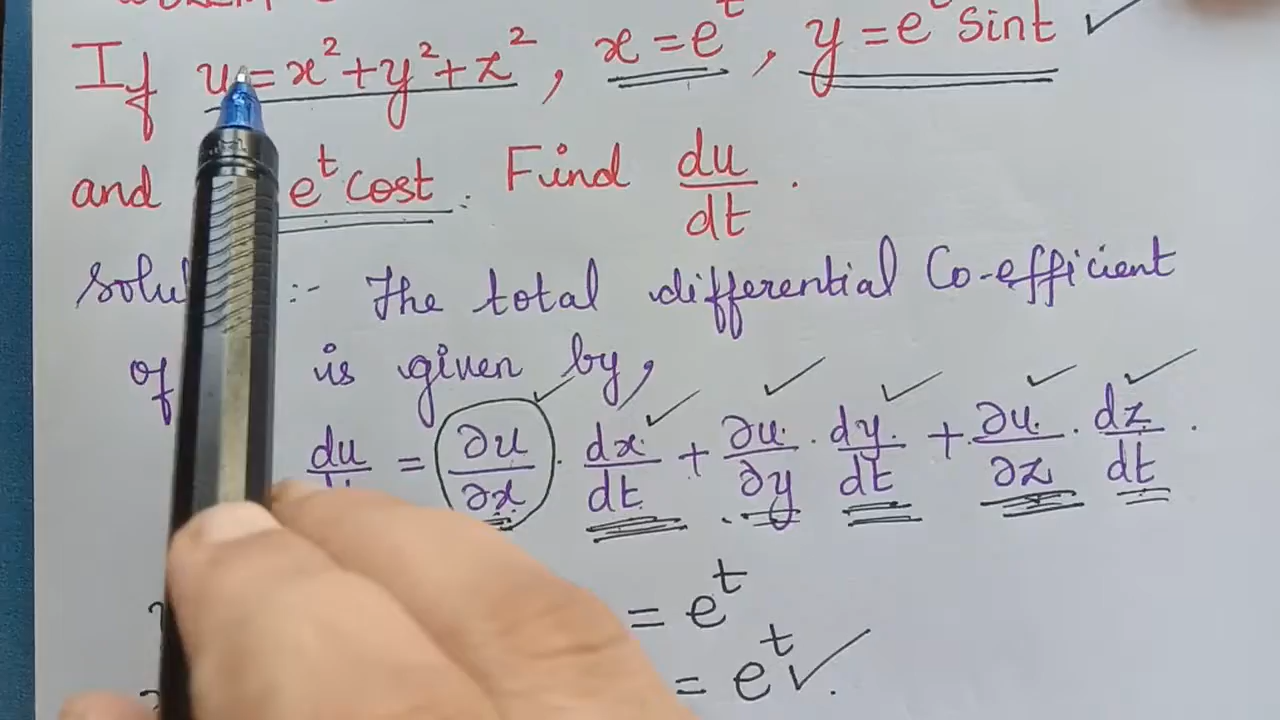 If u = x² + y² + z², x = e^t, y = e^t sint ✓
and e^t cost. Find du/dt.
:- The total differential Co-efficient
of is given by,
du = ∂u/∂x · dx/dt + ∂u/∂y · dy/dt + ∂u/∂z · dz/dt.
= e^t
= e^t ✓.